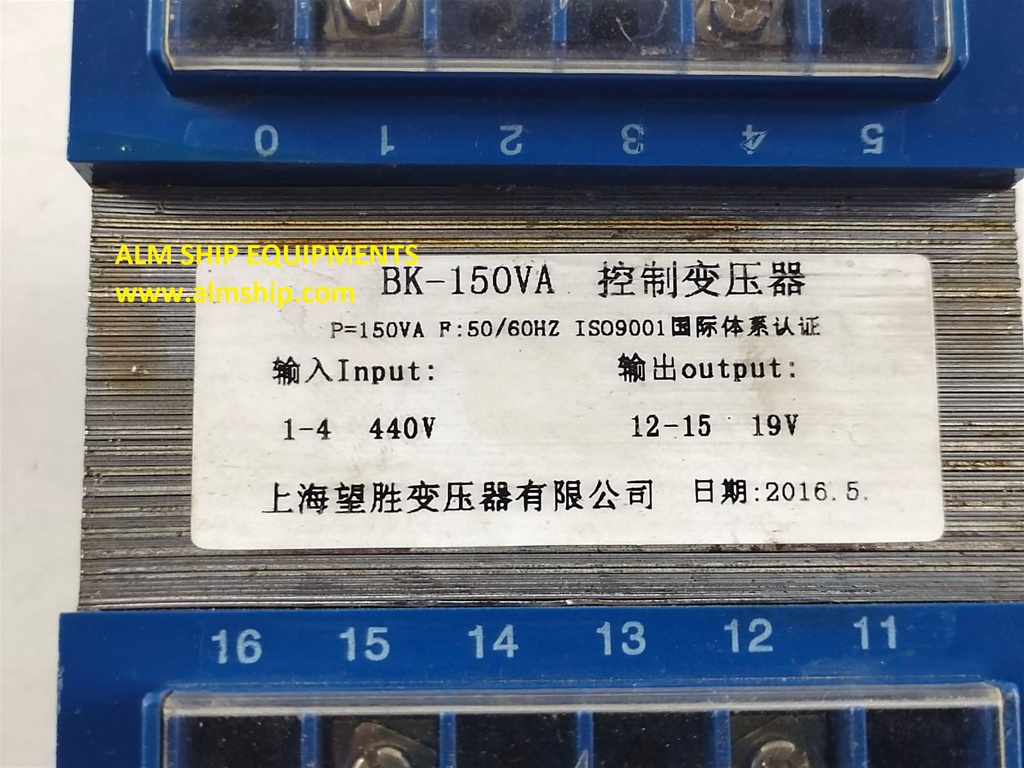 0 1 2 3 4 5
ALM SHIP EQUIPMENTS
www.almship.com
BK-150VA 控制变压器
P=150VA F:50/60HZ ISO9001国际体系认证
输入Input: 输出output:
1-4 440V 12-15 19V
上海望胜变压器有限公司 日期:2016.5.
16 15 14 13 12 11